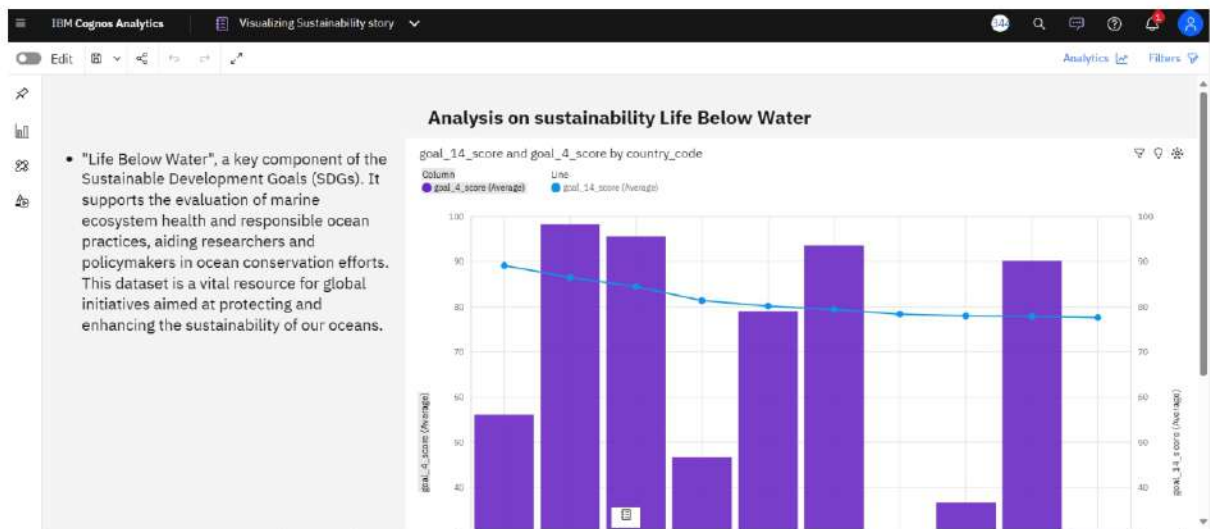 IBM Cognos Analytics
Visualizing Sustainability story
Edit
Analytics
Filters
Analysis on sustainability Life Below Water
• "Life Below Water", a key component of the
Sustainable Development Goals (SDGs). It
supports the evaluation of marine
ecosystem health and responsible ocean
practices, aiding researchers and
policymakers in ocean conservation efforts.
This dataset is a vital resource for global
initiatives aimed at protecting and
enhancing the sustainability of our oceans.
goal_14_score and goal_4_score by country_code
Column
Line
goal_4_score (Average)
goal_14_score (Average)
100
90
80
70
60
50
40
goal_4_score (Average)
100
90
80
70
60
50
40
goal_14_score (Average)